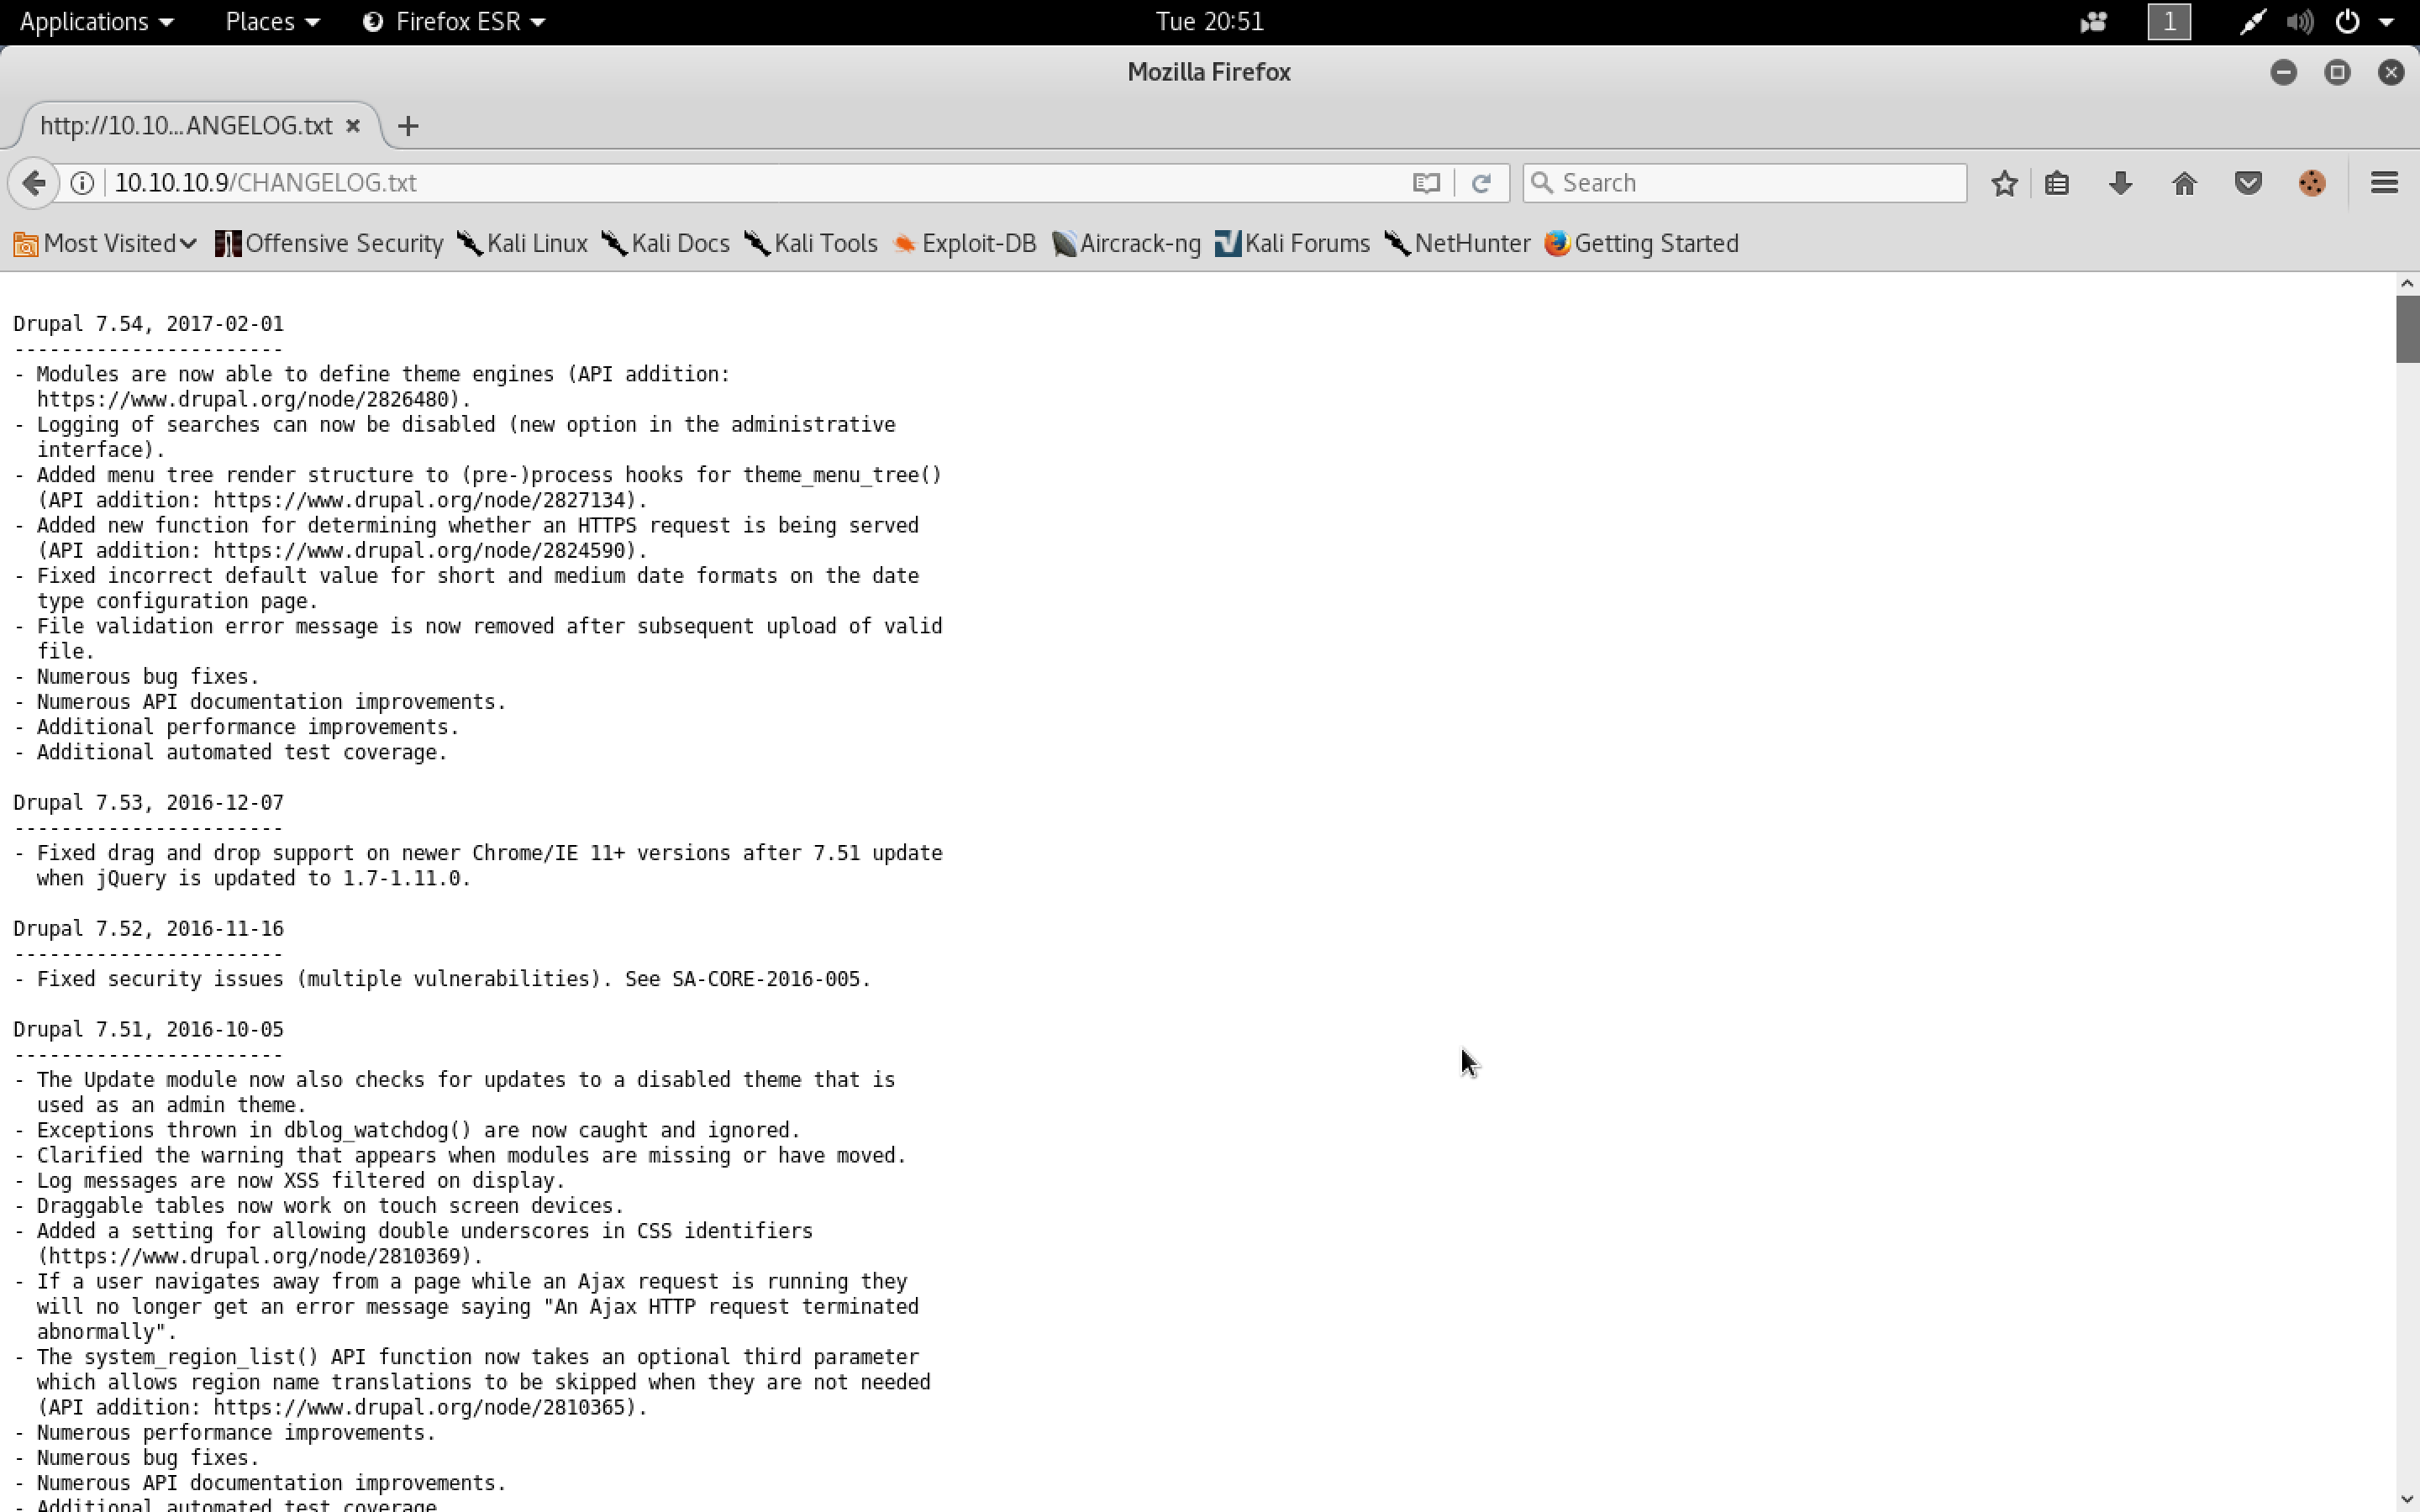 Applications Places Firefox ESR Tue 20:51 1
Mozilla Firefox
http://10.10...ANGELOG.txt
10.10.10.9/CHANGELOG.txt Search
Most Visited Offensive Security Kali Linux Kali Docs Kali Tools Exploit-DB Aircrack-ng Kali Forums NetHunter Getting Started
Drupal 7.54, 2017-02-01
-----------------------
- Modules are now able to define theme engines (API addition:
https://www.drupal.org/node/2826480).
- Logging of searches can now be disabled (new option in the administrative
interface).
- Added menu tree render structure to (pre-)process hooks for theme_menu_tree()
(API addition: https://www.drupal.org/node/2827134).
- Added new function for determining whether an HTTPS request is being served
(API addition: https://www.drupal.org/node/2824590).
- Fixed incorrect default value for short and medium date formats on the date
type configuration page.
- File validation error message is now removed after subsequent upload of valid
file.
- Numerous bug fixes.
- Numerous API documentation improvements.
- Additional performance improvements.
- Additional automated test coverage.
Drupal 7.53, 2016-12-07
-----------------------
- Fixed drag and drop support on newer Chrome/IE 11+ versions after 7.51 update
when jQuery is updated to 1.7-1.11.0.
Drupal 7.52, 2016-11-16
-----------------------
- Fixed security issues (multiple vulnerabilities). See SA-CORE-2016-005.
Drupal 7.51, 2016-10-05
-----------------------
- The Update module now also checks for updates to a disabled theme that is
used as an admin theme.
- Exceptions thrown in dblog_watchdog() are now caught and ignored.
- Clarified the warning that appears when modules are missing or have moved.
- Log messages are now XSS filtered on display.
- Draggable tables now work on touch screen devices.
- Added a setting for allowing double underscores in CSS identifiers
(https://www.drupal.org/node/2810369).
- If a user navigates away from a page while an Ajax request is running they
will no longer get an error message saying "An Ajax HTTP request terminated
abnormally".
- The system_region_list() API function now takes an optional third parameter
which allows region name translations to be skipped when they are not needed
(API addition: https://www.drupal.org/node/2810365).
- Numerous performance improvements.
- Numerous bug fixes.
- Numerous API documentation improvements.
- Additional automated test coverage